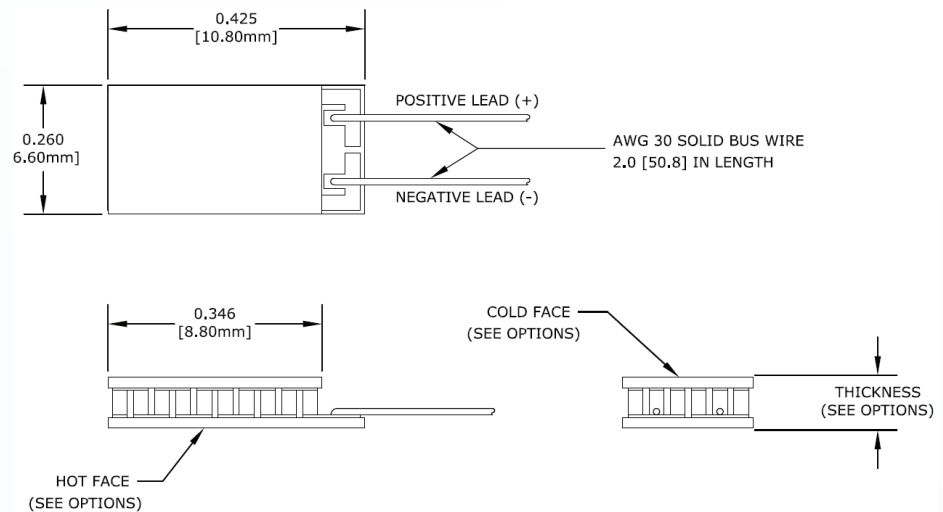 0.425
[10.80mm]
POSITIVE LEAD (+)
0.260
6.60mm]
AWG 30 SOLID BUS WIRE
2.0 [50.8] IN LENGTH
NEGATIVE LEAD (-)
0.346
[8.80mm]
COLD FACE
(SEE OPTIONS)
THICKNESS
(SEE OPTIONS)
HOT FACE
(SEE OPTIONS)